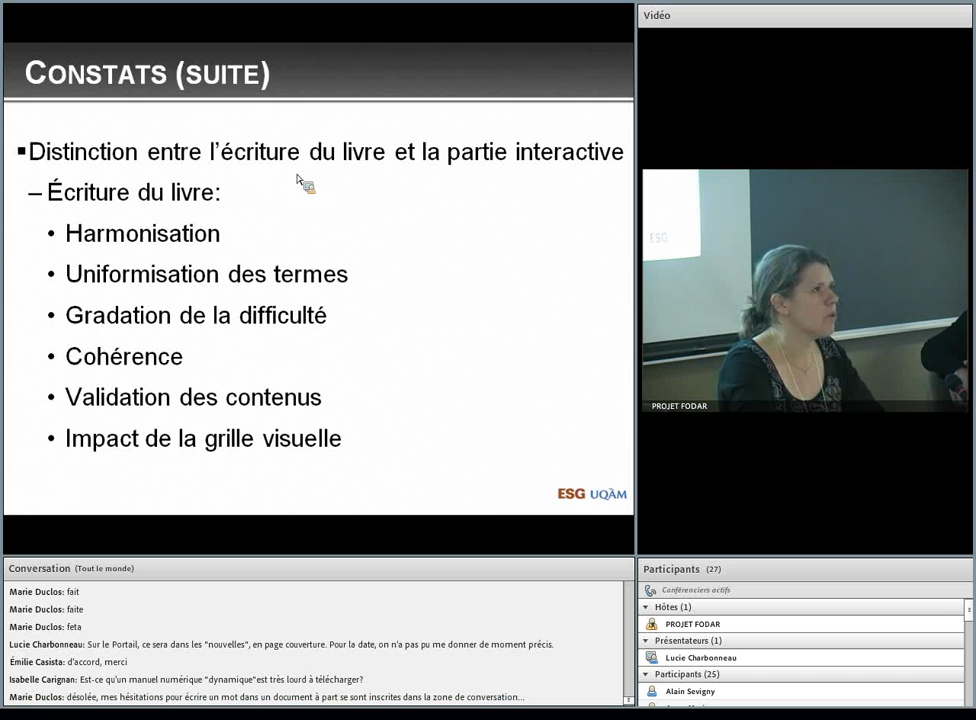 CONSTATS (SUITE)
Distinction entre l'écriture du livre et la partie interactive
– Écriture du livre:
• Harmonisation
• Uniformisation des termes
• Gradation de la difficulté
• Cohérence
• Validation des contenus
• Impact de la grille visuelle
ESG UQÀM
Vidéo
ESG
PROJET FODAR
Conversation (Tout le monde)
Marie Duclos: fait
Marie Duclos: faite
Marie Duclos: feta
Lucie Charbonneau: Sur le Portail, ce sera dans les "nouvelles", en page couverture. Pour la date, on n'a pas pu me donner de moment précis.
Émilie Casista: d'accord, merci
Isabelle Carignan: Est-ce qu'un manuel numérique "dynamique"est très lourd à télécharger?
Marie Duclos: désolée, mes hésitations pour écrire un mot dans un document à part se sont inscrites dans la zone de conversation...
Participants (27)
Conférenciers actifs
Hôtes (1)
PROJET FODAR
Présentateurs (1)
Lucie Charbonneau
Participants (25)
Alain Sevigny